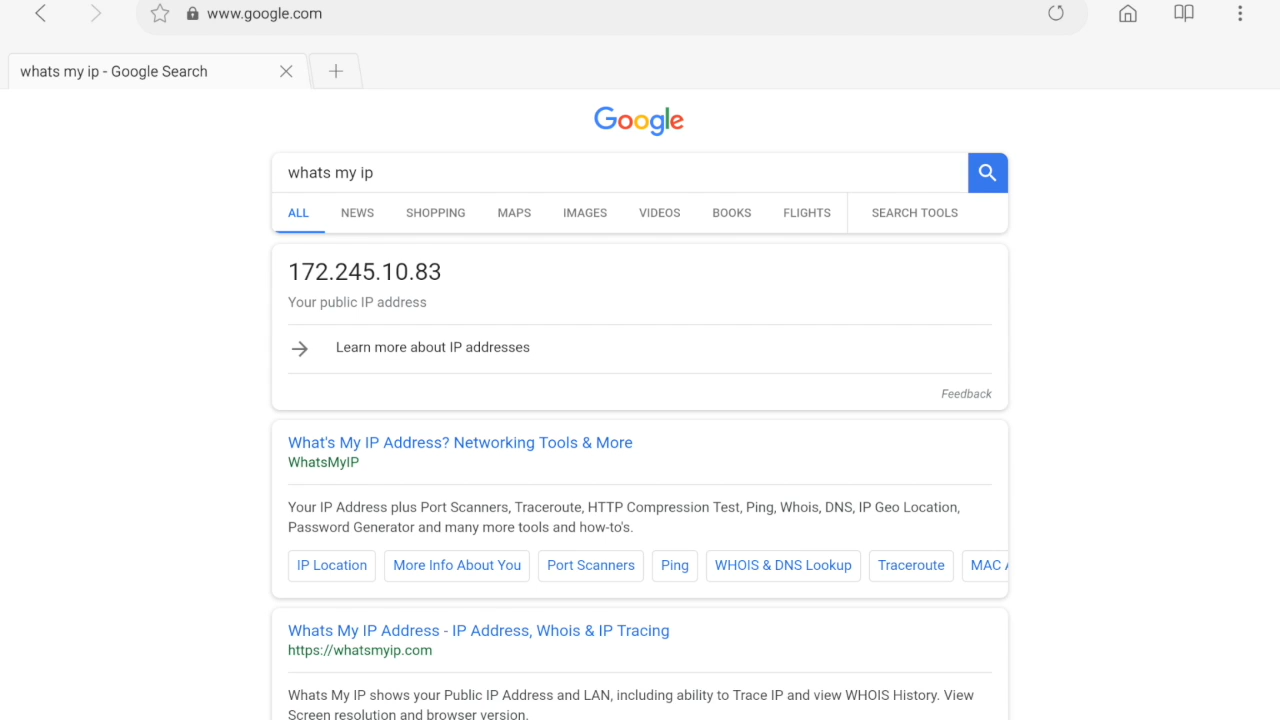 www.google.com
whats my ip - Google Search
Google
whats my ip
ALL NEWS SHOPPING MAPS IMAGES VIDEOS BOOKS FLIGHTS SEARCH TOOLS
172.245.10.83
Your public IP address
Learn more about IP addresses
Feedback
What's My IP Address? Networking Tools & More
WhatsMyIP
Your IP Address plus Port Scanners, Traceroute, HTTP Compression Test, Ping, Whois, DNS, IP Geo Location,
Password Generator and many more tools and how-to's.
IP Location More Info About You Port Scanners Ping WHOIS & DNS Lookup Traceroute MAC
Whats My IP Address - IP Address, Whois & IP Tracing
https://whatsmyip.com
Whats My IP shows your Public IP Address and LAN, including ability to Trace IP and view WHOIS History. View
Screen resolution and browser version.